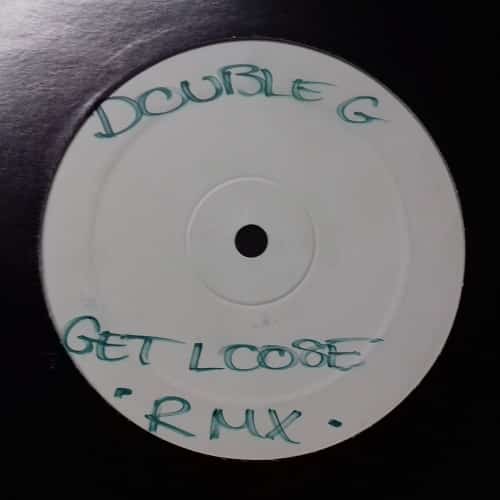 DOUBLE G
GET LOOSE
· RMX ·